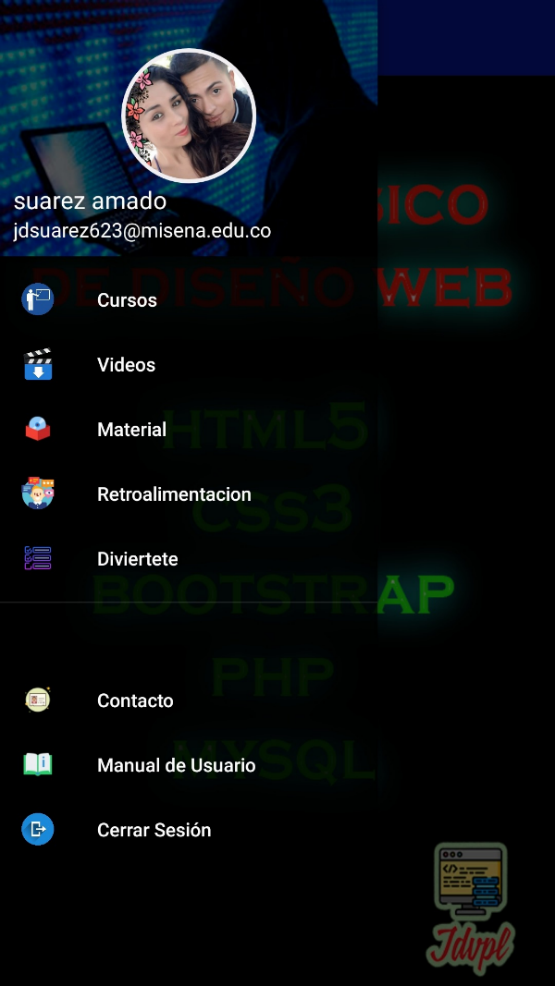 suarez amado
jdsuarez623@misena.edu.co
SICO
DE DISEÑO WEB
Cursos
Videos
Material
HTML5
Retroalimentacion
CSS3
Diviertete
BOOTSTRAP
PHP
Contacto
Manual de Usuario
MYSQL
Cerrar Sesión
Jdvpl